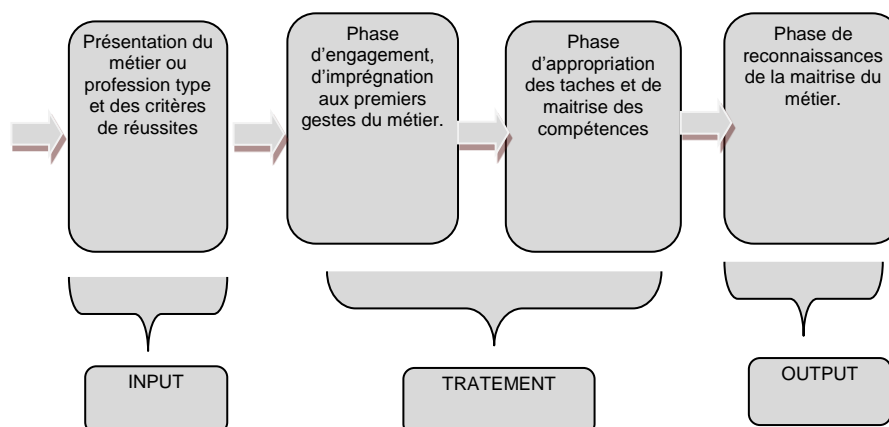 Présentation du
métier ou
profession type
et des critères
de réussites
Phase
d'engagement,
d'imprégnation
aux premiers
gestes du métier.
Phase
d'appropriation
des taches et de
maitrise des
compétences
Phase de
reconnaissances
de la maitrise du
métier.
INPUT
TRATEMENT
OUTPUT